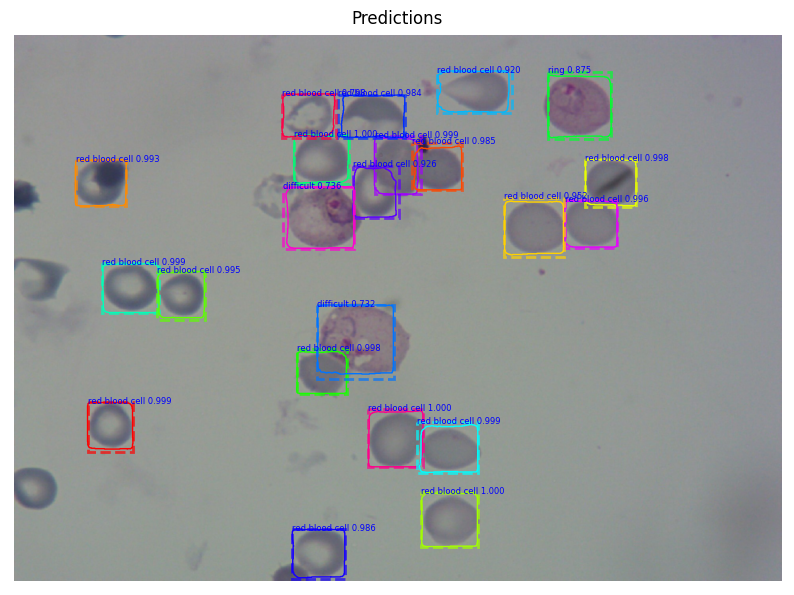 Predictions
red blood cell 0.920
ring 0.875
red blood cell 0.984
red blood cell 1.000
red blood cell 0.999
red blood cell 0.985
red blood cell 0.993
red blood cell 0.926
red blood cell 0.998
difficult 0.736
red blood cell 0.952
red blood cell 0.996
red blood cell 0.999
red blood cell 0.995
difficult 0.732
red blood cell 0.998
red blood cell 0.999
red blood cell 1.000
red blood cell 0.999
red blood cell 1.000
red blood cell 0.986